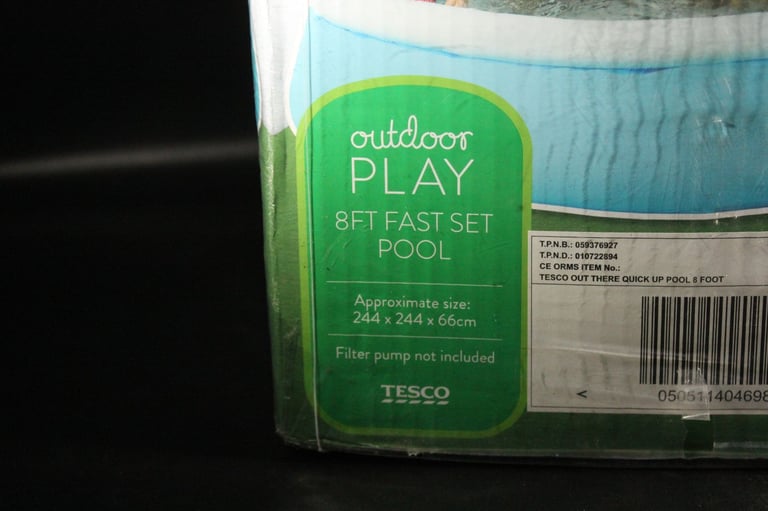 outdoor
PLAY
8FT FAST SET
POOL
Approximate size:
244 x 244 x 66cm
Filter pump not included
TESCO
T.P.N.B.: 059376927
T.P.N.D.: 010722894
CE ORMS ITEM No.:
TESCO OUT THERE QUICK UP POOL 8 FOOT
< 050511404698